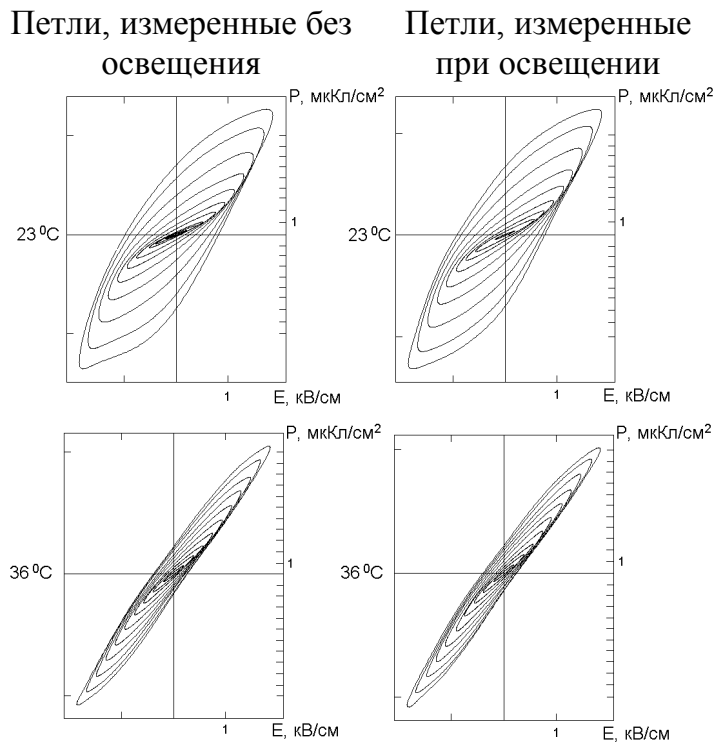 Петли, измеренные без
освещения
Петли, измеренные
при освещении
P, мкКл/см²
23 ⁰C
1
1
E, кВ/см
P, мкКл/см²
23 ⁰C
1
1
E, кВ/см
P, мкКл/см²
36 ⁰C
1
1
E, кВ/см
P, мкКл/см²
36 ⁰C
1
1
E, кВ/см